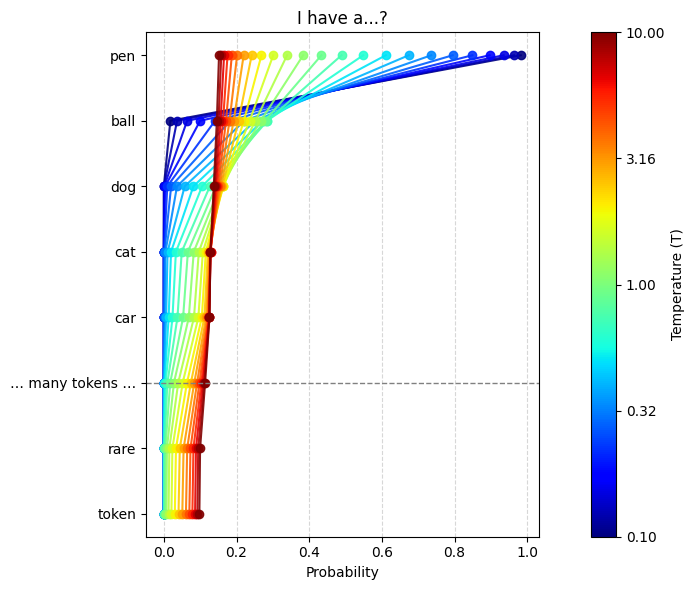 I have a...?
pen
ball
dog
cat
car
... many tokens ...
rare
token
0.0 0.2 0.4 0.6 0.8 1.0
Probability
10.00
3.16
1.00
0.32
0.10
Temperature (T)